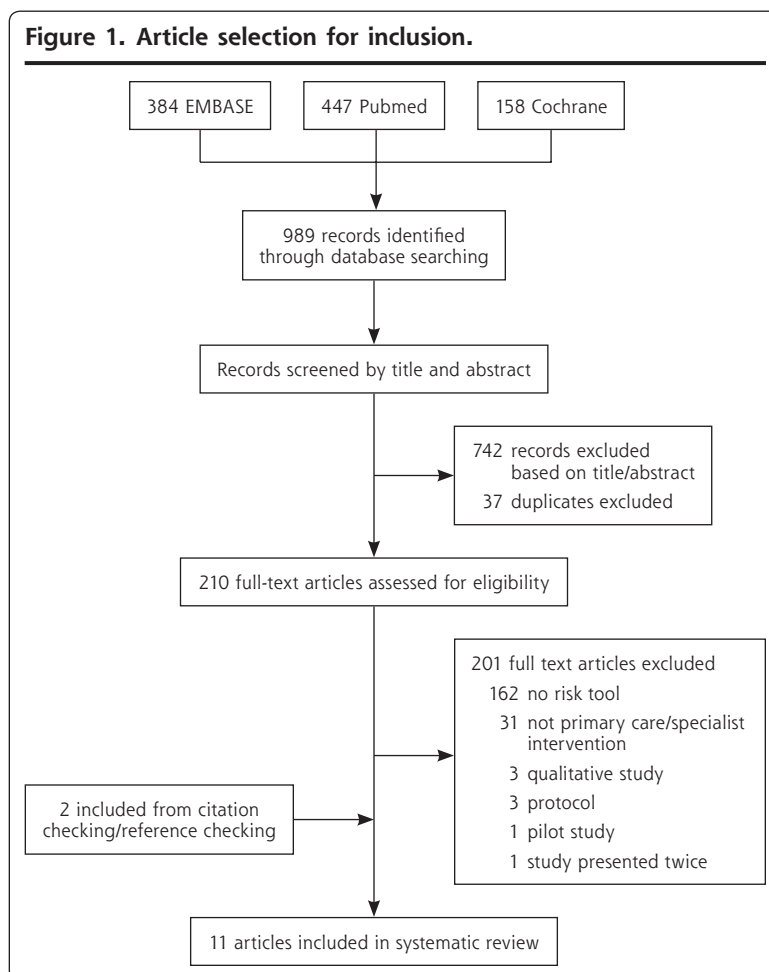 Figure 1. Article selection for inclusion.
384 EMBASE
447 Pubmed
158 Cochrane
989 records identified
through database searching
Records screened by title and abstract
742 records excluded
based on title/abstract
37 duplicates excluded
210 full-text articles assessed for eligibility
201 full text articles excluded
162 no risk tool
31 not primary care/specialist
intervention
3 qualitative study
3 protocol
1 pilot study
1 study presented twice
2 included from citation
checking/reference checking
11 articles included in systematic review